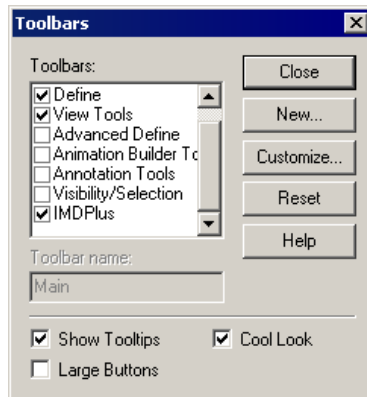 Toolbars
Toolbars:
Define
View Tools
Advanced Define
Animation Builder To
Annotation Tools
Visibility/Selection
IMDPlus
Close
New...
Customize...
Reset
Help
Toolbar name:
Main
Show Tooltips
Cool Look
Large Buttons